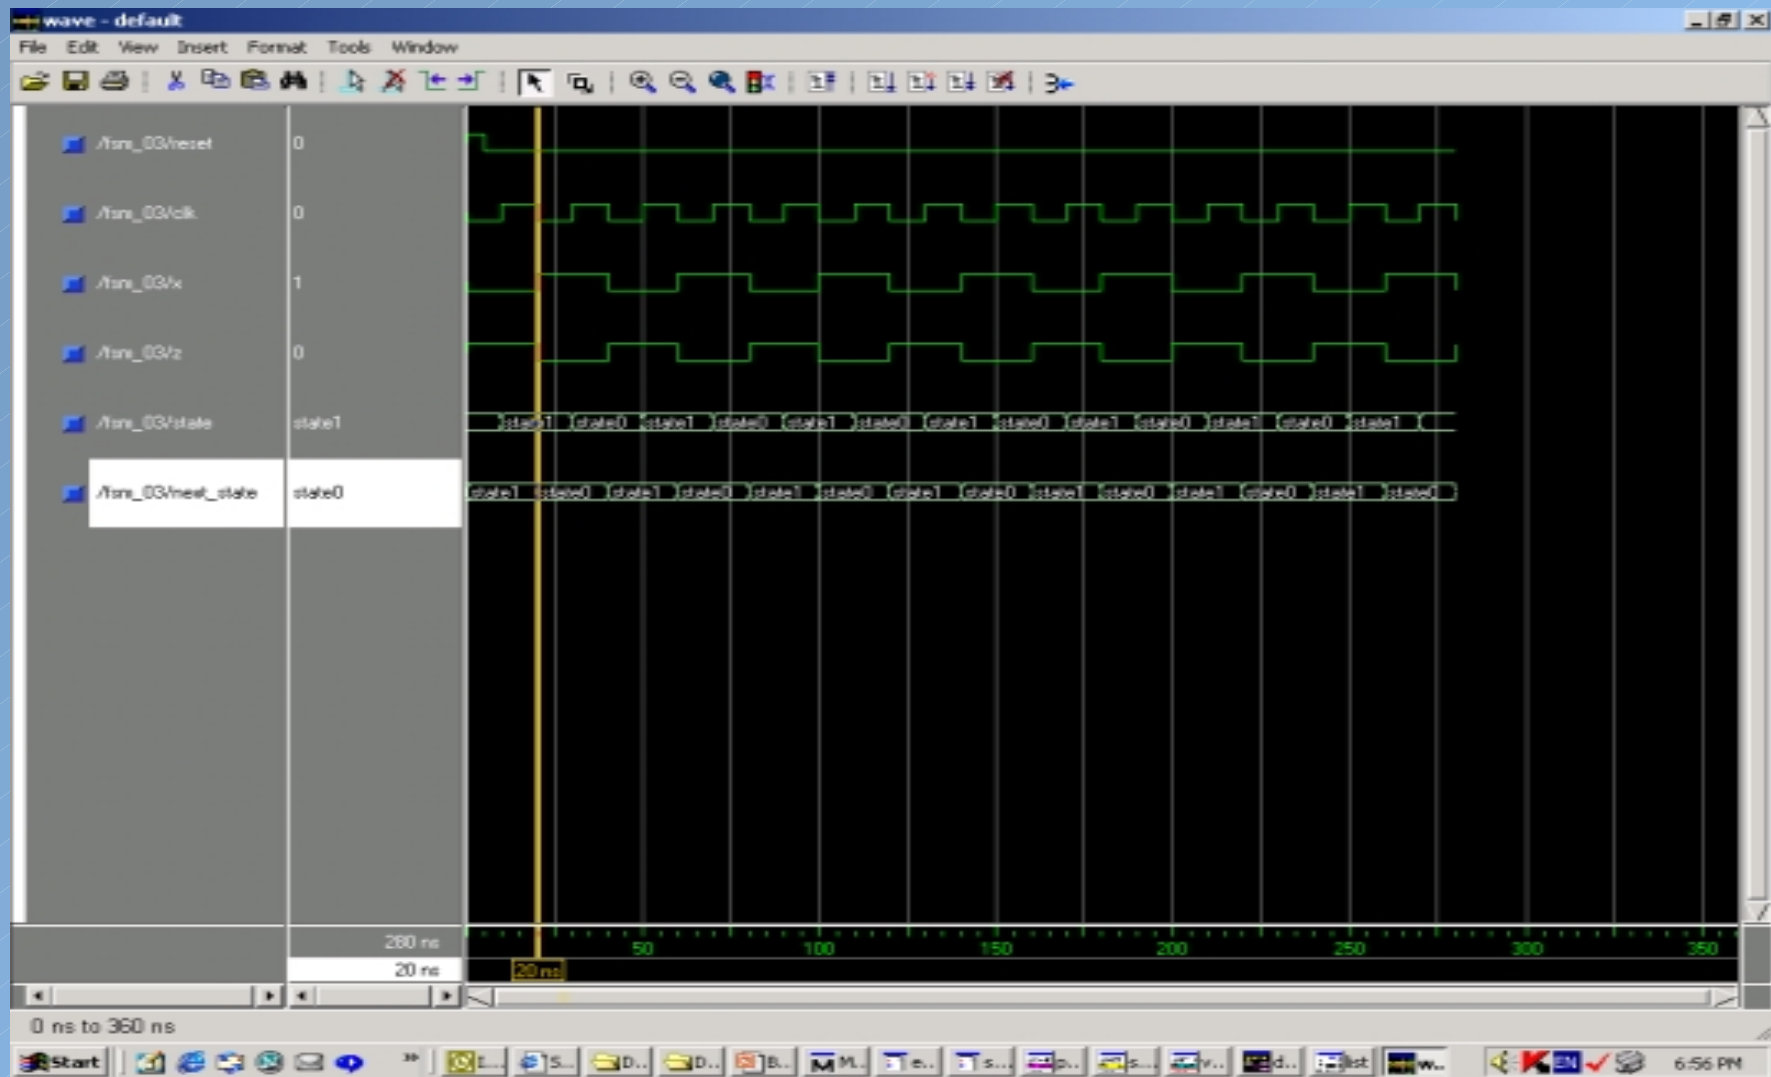 wave - default
File Edit View Insert Format Tools Window
/fsm_03/reset 0
/fsm_03/clk 0
/fsm_03/x 1
/fsm_03/z 0
/fsm_03/state state1 state1 state0 state1 state0 state1 state0 state1 state0 state1 state0 state1 state0 state1
/fsm_03/next_state state0 state1 state0 state1 state0 state1 state0 state1 state0 state1 state0 state1 state0 state1 state0
280 ns 50 100 150 200 250 300 350
20 ns 20 ns
0 ns to 360 ns
Start S... D... D... B... M. e.. s... p.. s... v.. d.. list w.. EN 6:56 PM